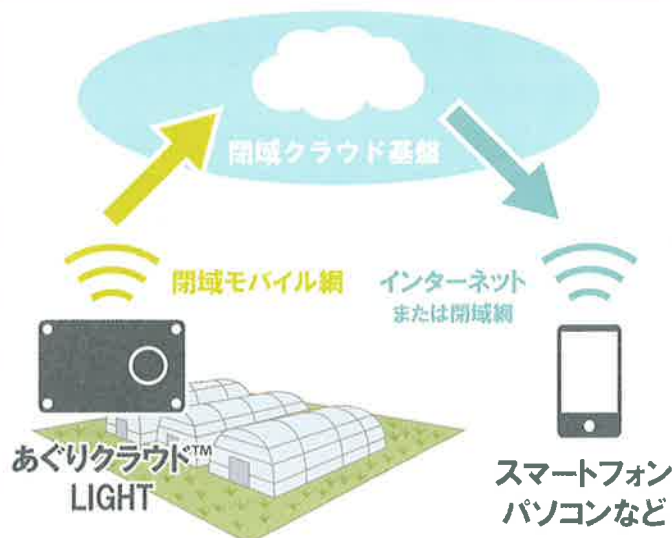 閉域クラウド基盤
閉域モバイル網
インターネット
または閉域網
あぐりクラウド™
LIGHT
スマートフォン
パソコンなど